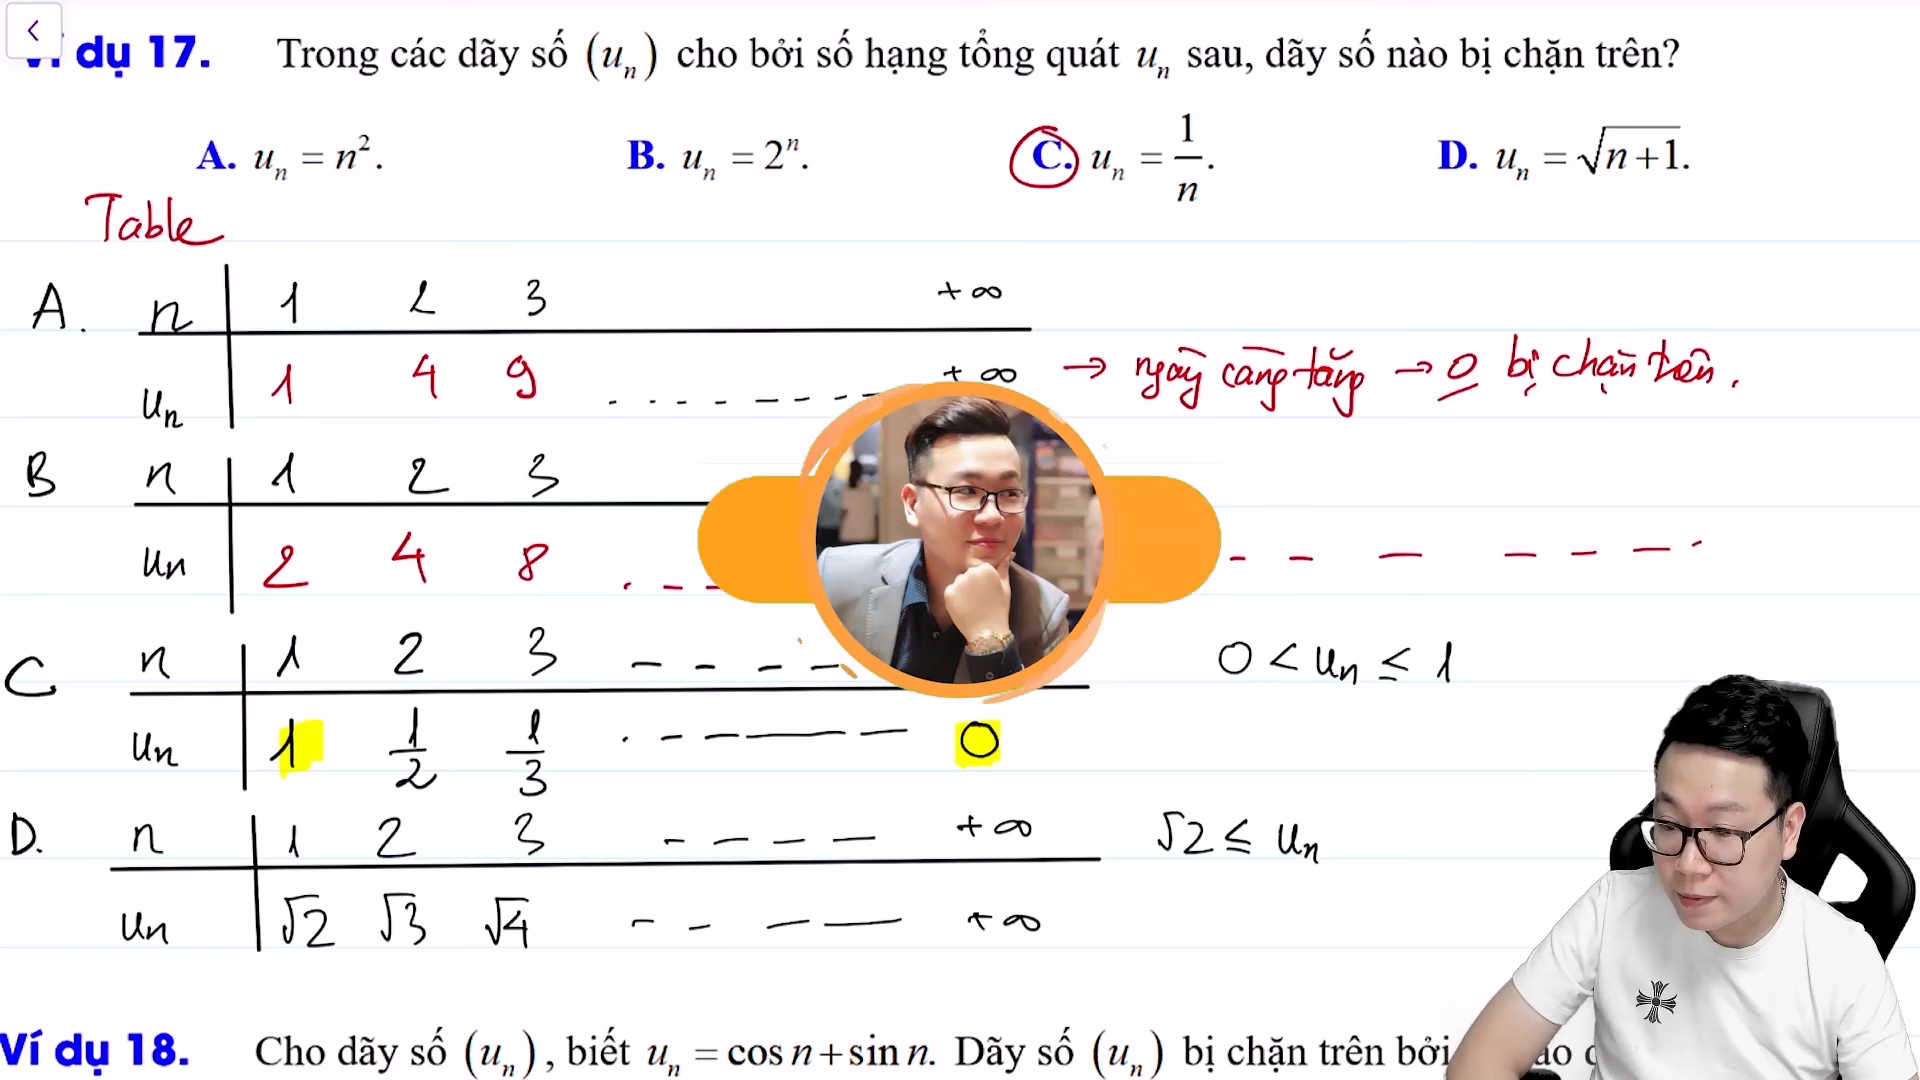 Ví dụ 17. Trong các dãy số (uₙ) cho bởi số hạng tổng quát uₙ sau, dãy số nào bị chặn trên?
A. uₙ = n². B. uₙ = 2ⁿ. C. uₙ = 1/n. D. uₙ = √(n+1).
Table
A. n 1 2 3 +∞
uₙ 1 4 9 . . . . - - - - +∞ → ngày càng tăng → 0 bị chặn trên.
B n 1 2 3
uₙ 2 4 8 . - - - - - - - - - .
C n 1 2 3 - - - - 0 < uₙ ≤ 1
uₙ 1 1/2 1/3 . - - - - 0
D. n 1 2 3 - - - - +∞ √2 ≤ uₙ
uₙ √2 √3 √4 - - - - +∞
Ví dụ 18. Cho dãy số (uₙ), biết uₙ = cos n + sin n. Dãy số (uₙ) bị chặn trên bởi